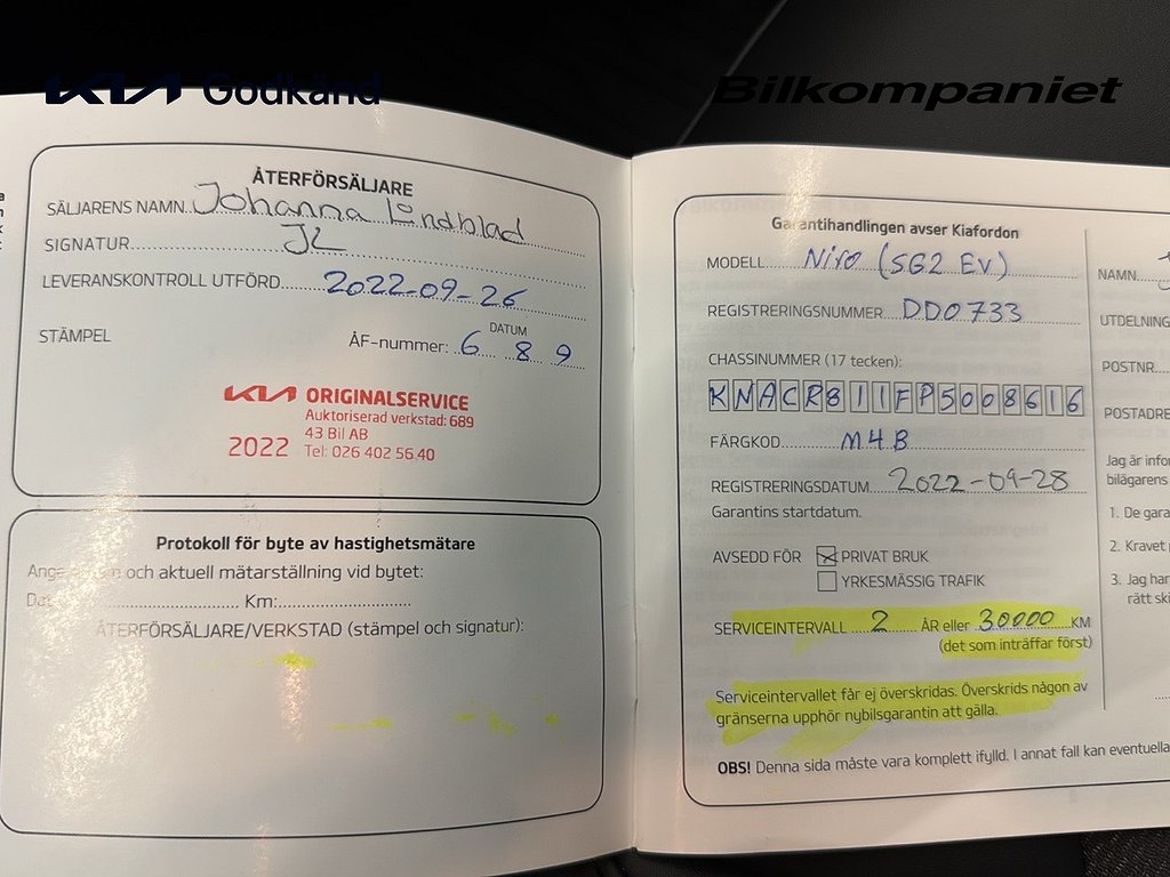 KIA Godkänd
Bilkompaniet
ÅTERFÖRSÄLJARE
SÄLJARENS NAMN Johanna Lindblad
SIGNATUR JL
LEVERANSKONTROLL UTFÖRD 2022-09-26
DATUM
STÄMPEL ÅF-nummer: 6 8 9
KIA ORIGINALSERVICE
Auktoriserad verkstad: 689
43 Bil AB
2022 Tel: 026 402 56 40
Protokoll för byte av hastighetsmätare
och aktuell mätarställning vid bytet:
Km:
ÅTERFÖRSÄLJARE/VERKSTAD (stämpel och signatur):
Garantihandlingen avser Kiafordon
MODELL Niro (SG2 EV)
REGISTRERINGSNUMMER DDO733
CHASSINUMMER (17 tecken):
KNACR811FP5008616
FÄRGKOD M4B
REGISTRERINGSDATUM 2022-09-28
Garantins startdatum.
AVSEDD FÖR PRIVAT BRUK
YRKESMÄSSIG TRAFIK
SERVICEINTERVALL 2 ÅR eller 30000 KM
(det som inträffar först)
Serviceintervallet får ej överskridas. Överskrids någon av
gränserna upphör nybilsgarantin att gälla.
OBS! Denna sida måste vara komplett ifylld. I annat fall kan eventuella
NAMN
UTDELNING
POSTNR
POSTADRE
Jag är infor
bilägarens
1. De gara
2. Kravet
3. Jag har
rätt ski